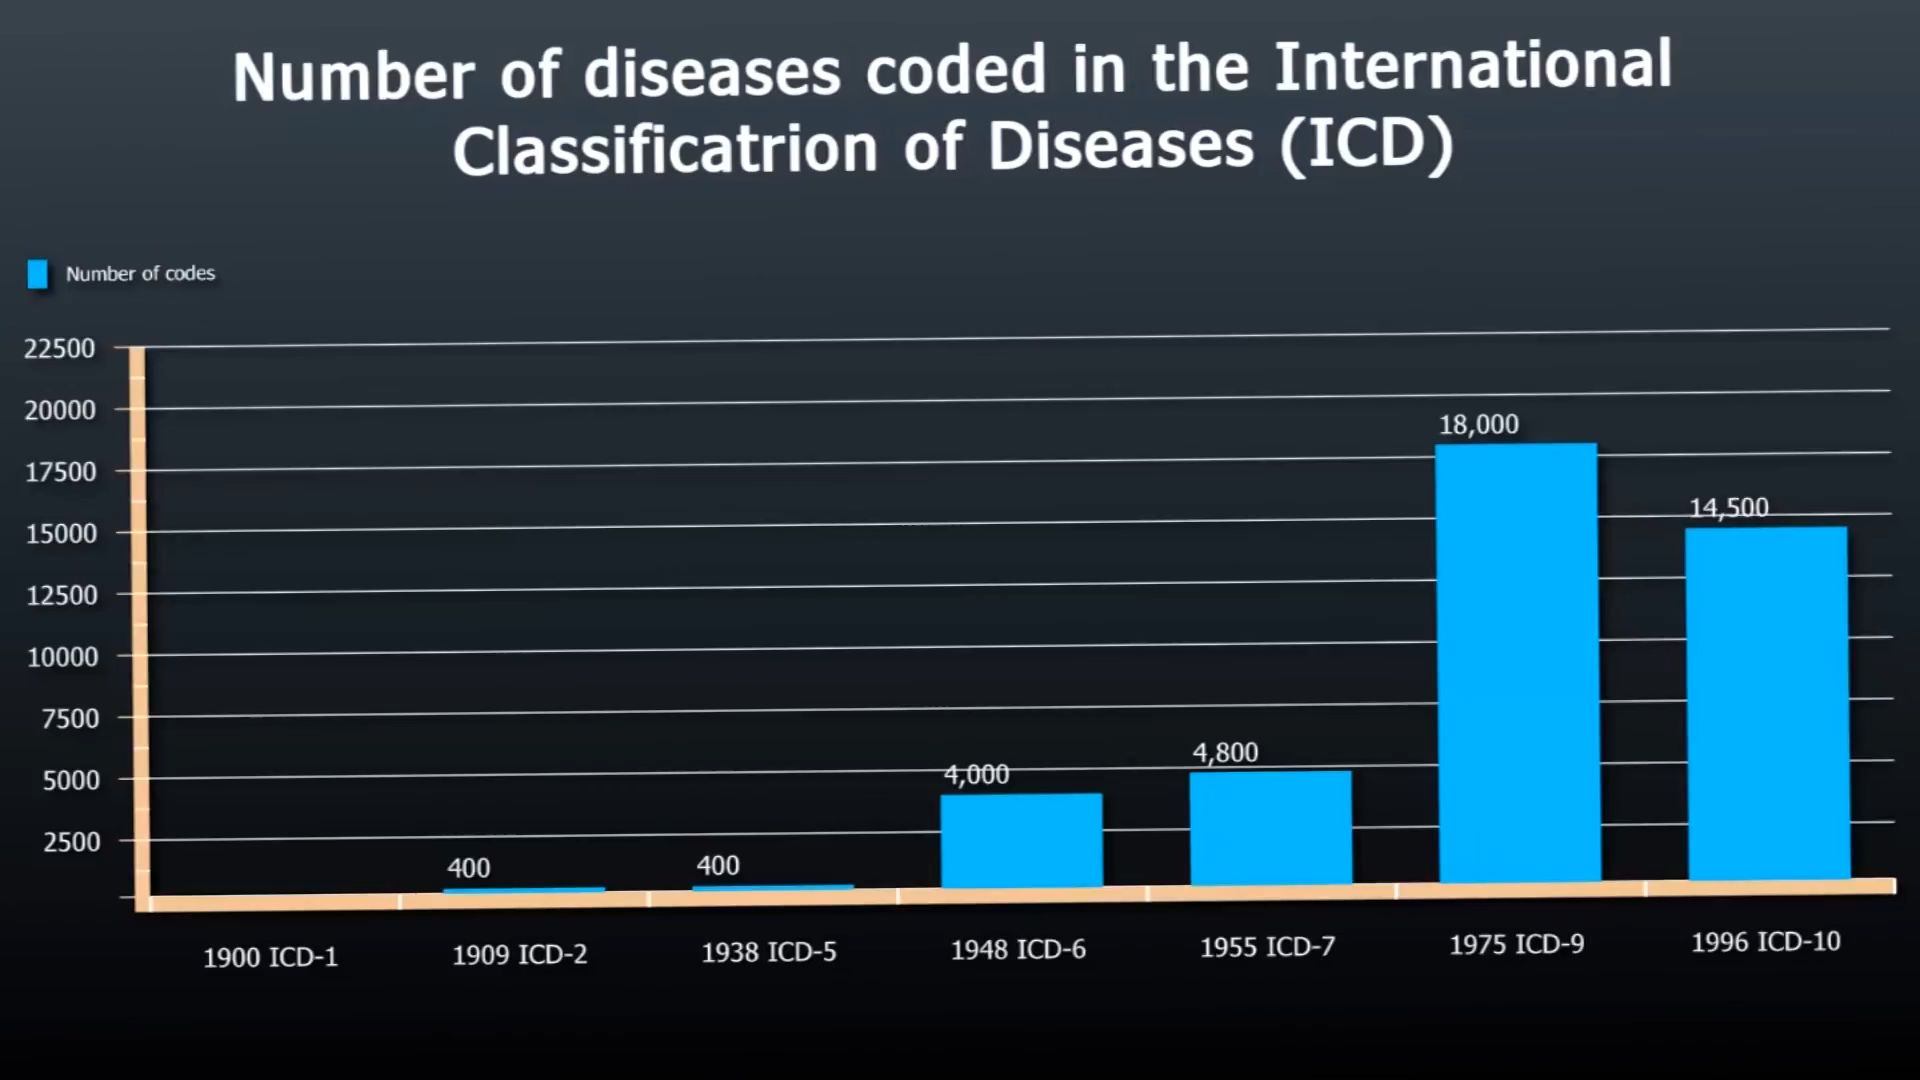 Number of diseases coded in the International
Classificatrion of Diseases (ICD)
Number of codes
22500
20000
17500
15000
12500
10000
7500
5000
2500
400
400
4,000
4,800
18,000
14,500
1900 ICD-1
1909 ICD-2
1938 ICD-5
1948 ICD-6
1955 ICD-7
1975 ICD-9
1996 ICD-10